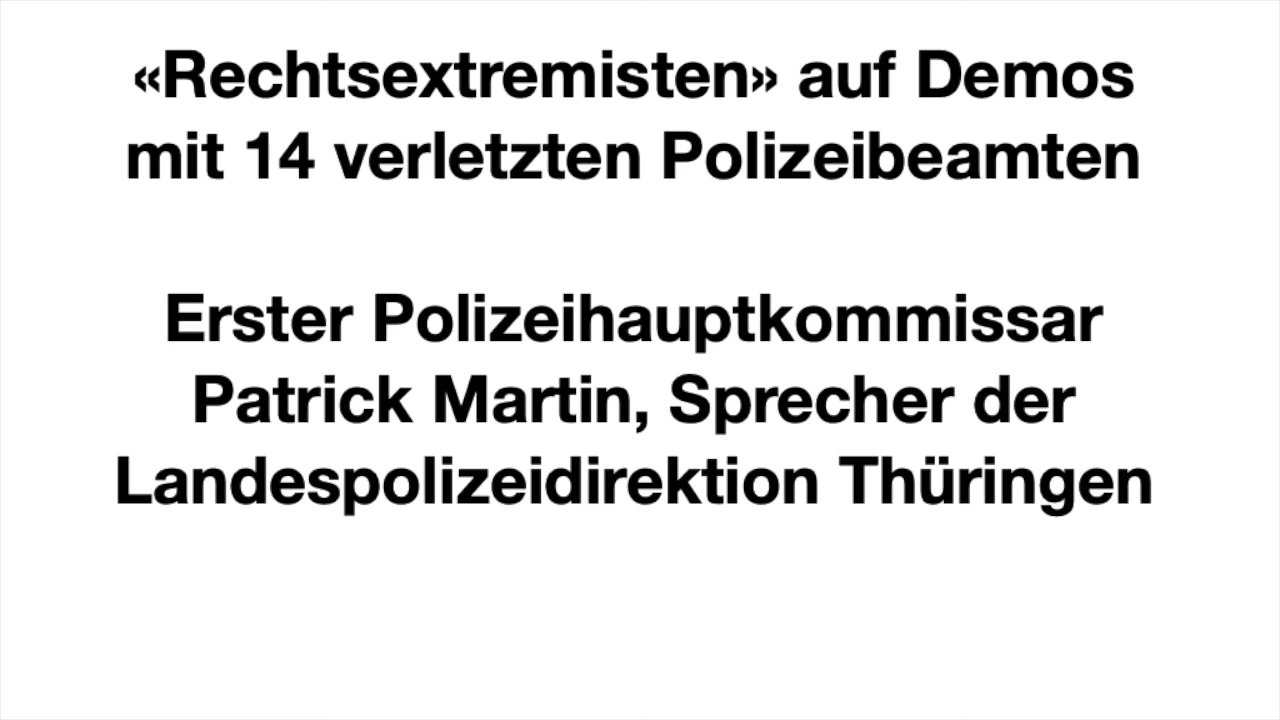 «Rechtsextremisten» auf Demos
mit 14 verletzten Polizeibeamten
Erster Polizeihauptkommissar
Patrick Martin, Sprecher der
Landespolizeidirektion Thüringen